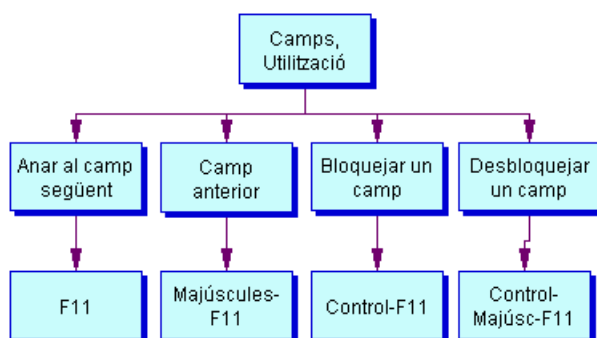 Camps,
Utilització
Anar al camp
següent
Camp
anterior
Bloquejar un
camp
Desbloquejar
un camp
F11
Majúscules-
F11
Control-F11
Control-
Majúsc-F11